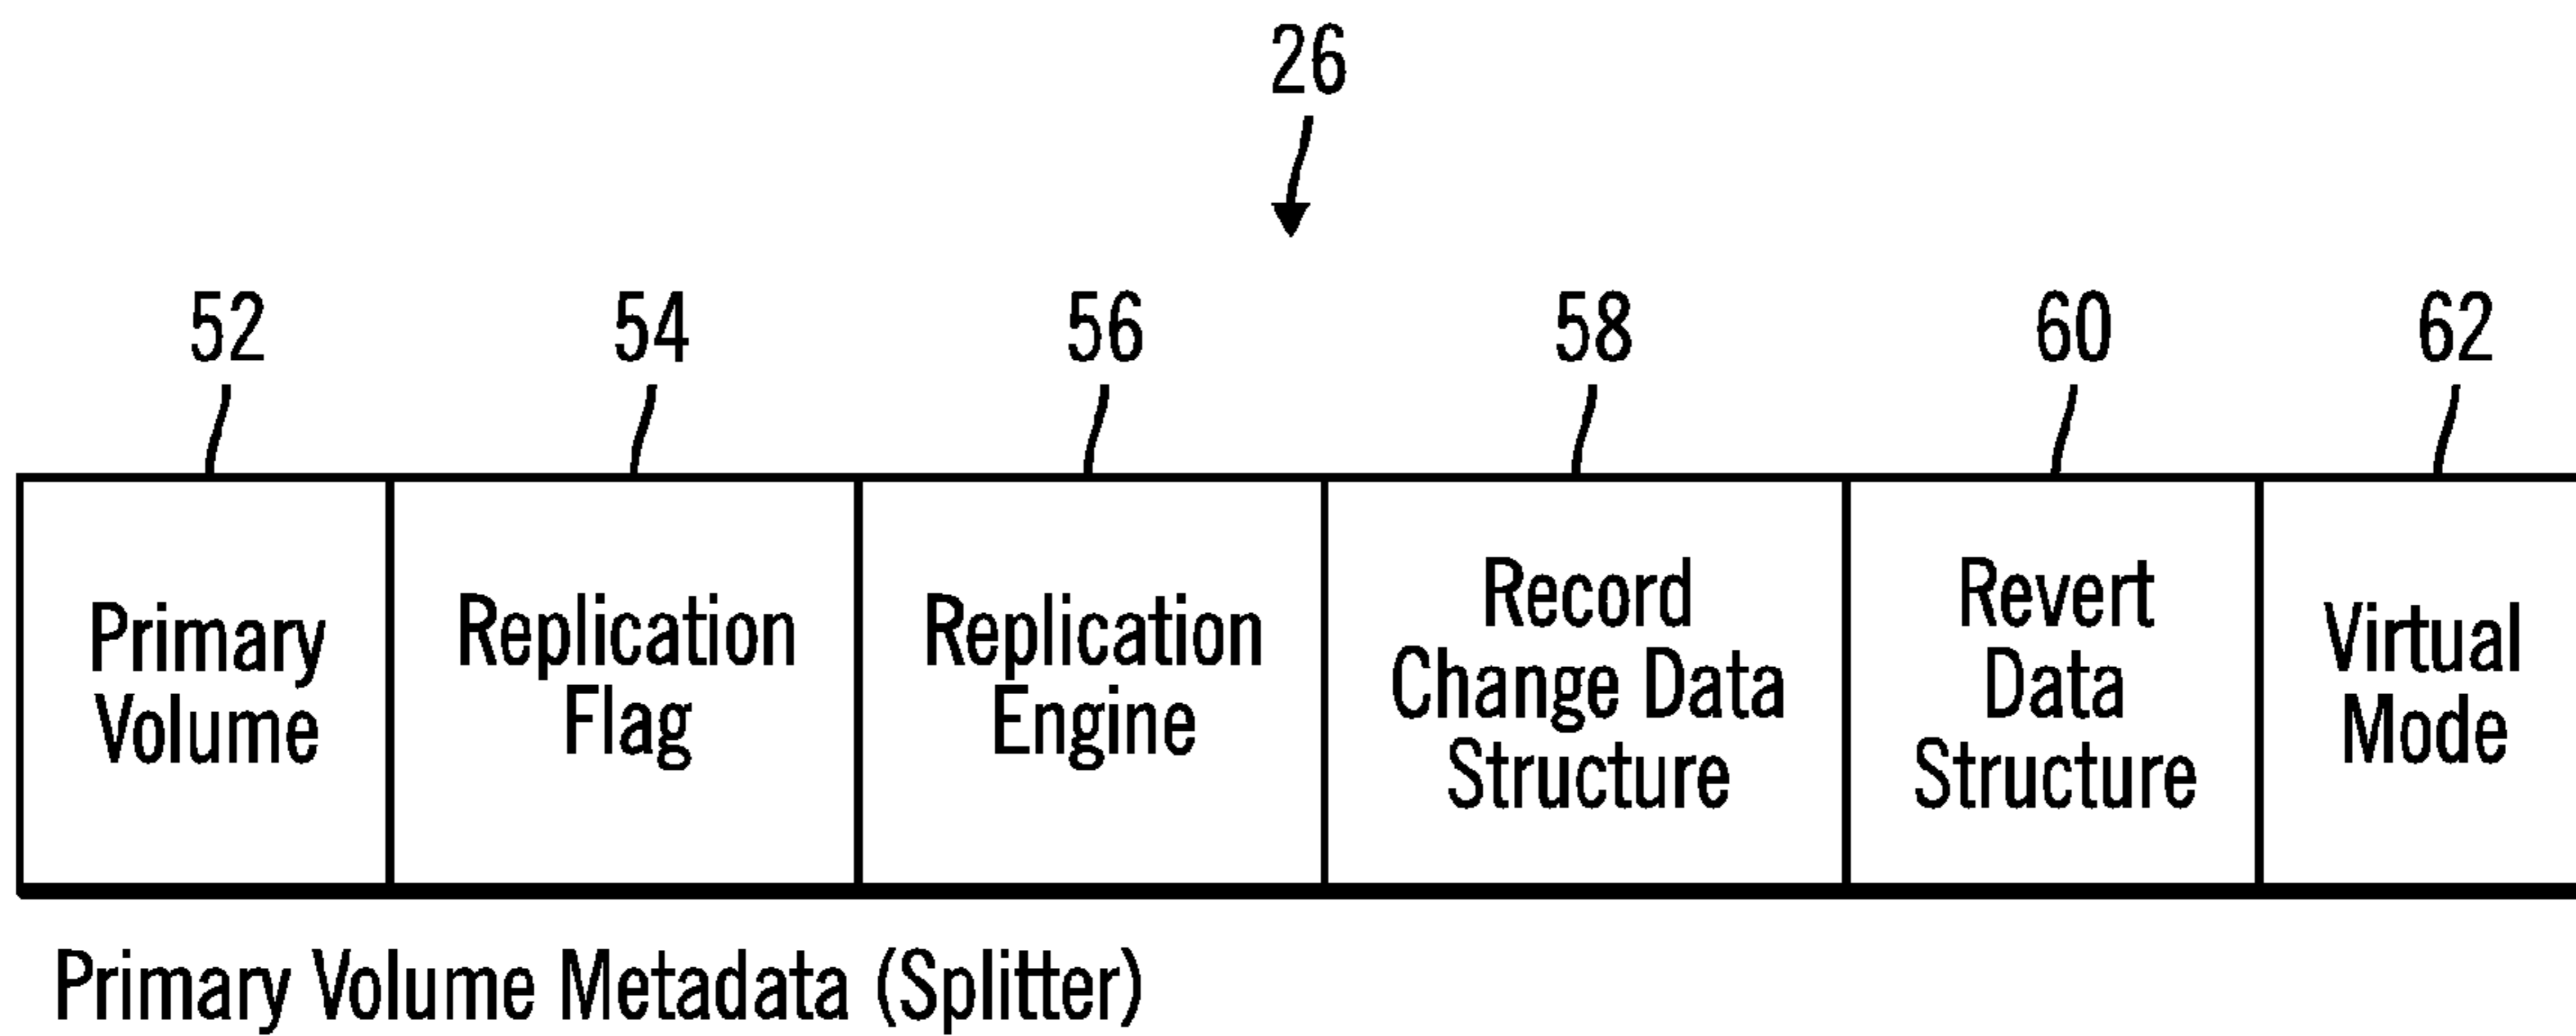 26
52 54 56 58 60 62
Primary
Volume
Replication
Flag
Replication
Engine
Record
Change Data
Structure
Revert
Data
Structure
Virtual
Mode
Primary Volume Metadata (Splitter)